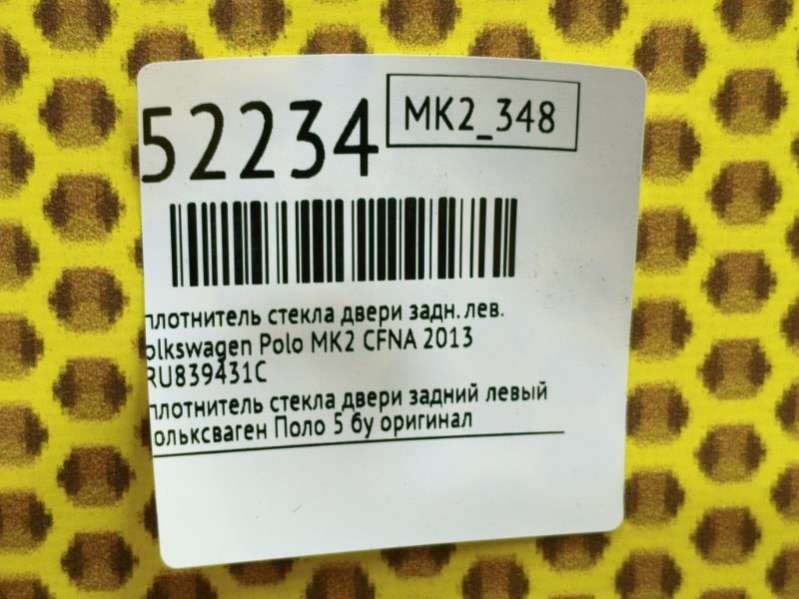 52234
MK2_348
плотнитель стекла двери задн. лев.
olkswagen Polo MK2 CFNA 2013
RU839431C
плотнитель стекла двери задний левый
ольксваген Поло 5 бу оригинал